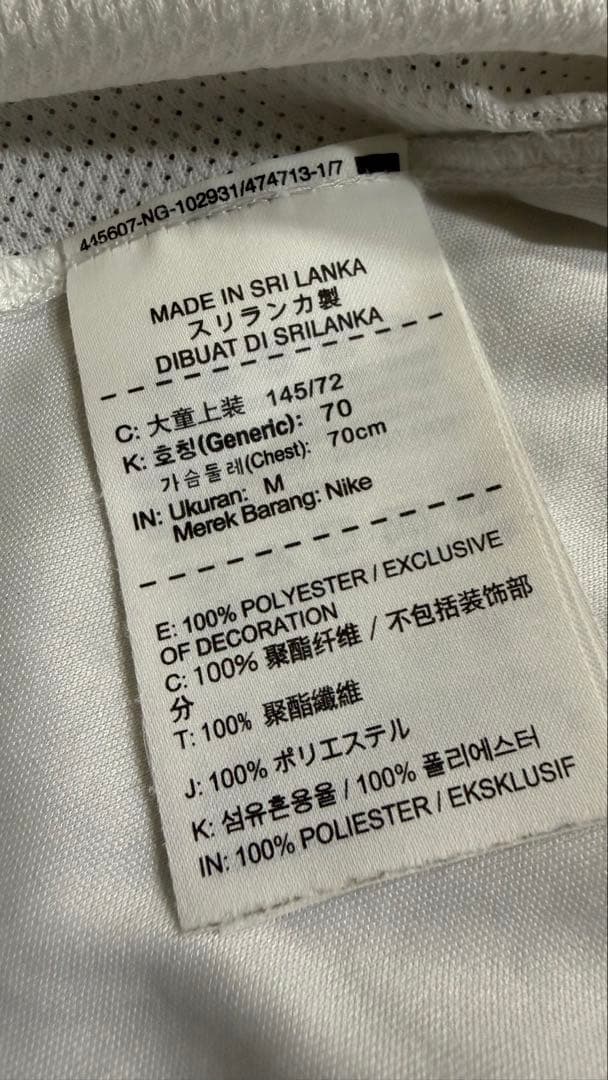 445607-NG-102931/474713-1/7
MADE IN SRI LANKA
スリランカ製
DIBUAT DI SRILANKA
C: 大童上装 145/72
K: 호칭(Generic): 70
가슴둘레(Chest): 70cm
IN: Ukuran: M
Merek Barang: Nike
E: 100% POLYESTER / EXCLUSIVE
OF DECORATION
C: 100% 聚酯纤维 / 不包括装饰部
分
T: 100% 聚酯纖維
J: 100% ポリエステル
K: 섬유혼용율 / 100% 폴리에스터
IN: 100% POLIESTER / EKSKLUSIF